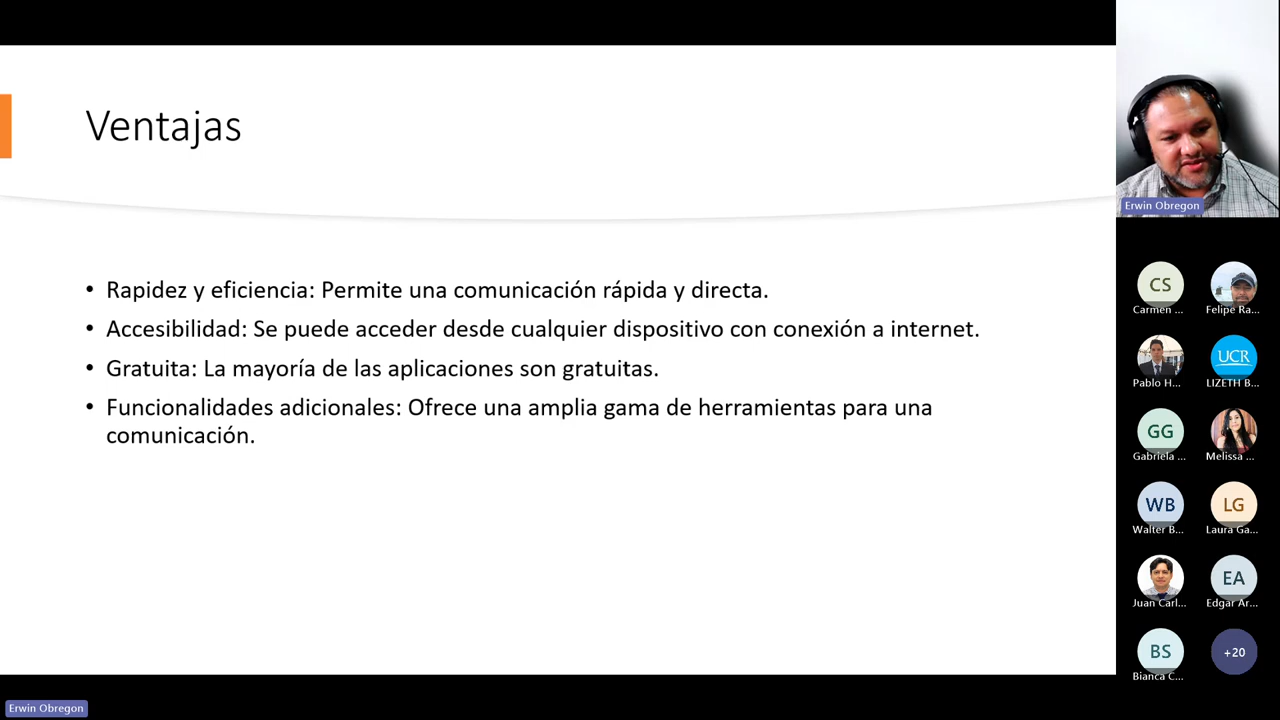 Ventajas
• Rapidez y eficiencia: Permite una comunicación rápida y directa.
• Accesibilidad: Se puede acceder desde cualquier dispositivo con conexión a internet.
• Gratuita: La mayoría de las aplicaciones son gratuitas.
• Funcionalidades adicionales: Ofrece una amplia gama de herramientas para una
comunicación.
Erwin Obregon
CS
Carmen ...
Felipe Ra...
Pablo H...
UCR
LIZETH B...
GG
Gabriela ...
Melissa ...
WB
Walter B...
LG
Laura Ga...
Juan Carl...
EA
Edgar Ar...
BS
Bianca C...
+20
Erwin Obregon